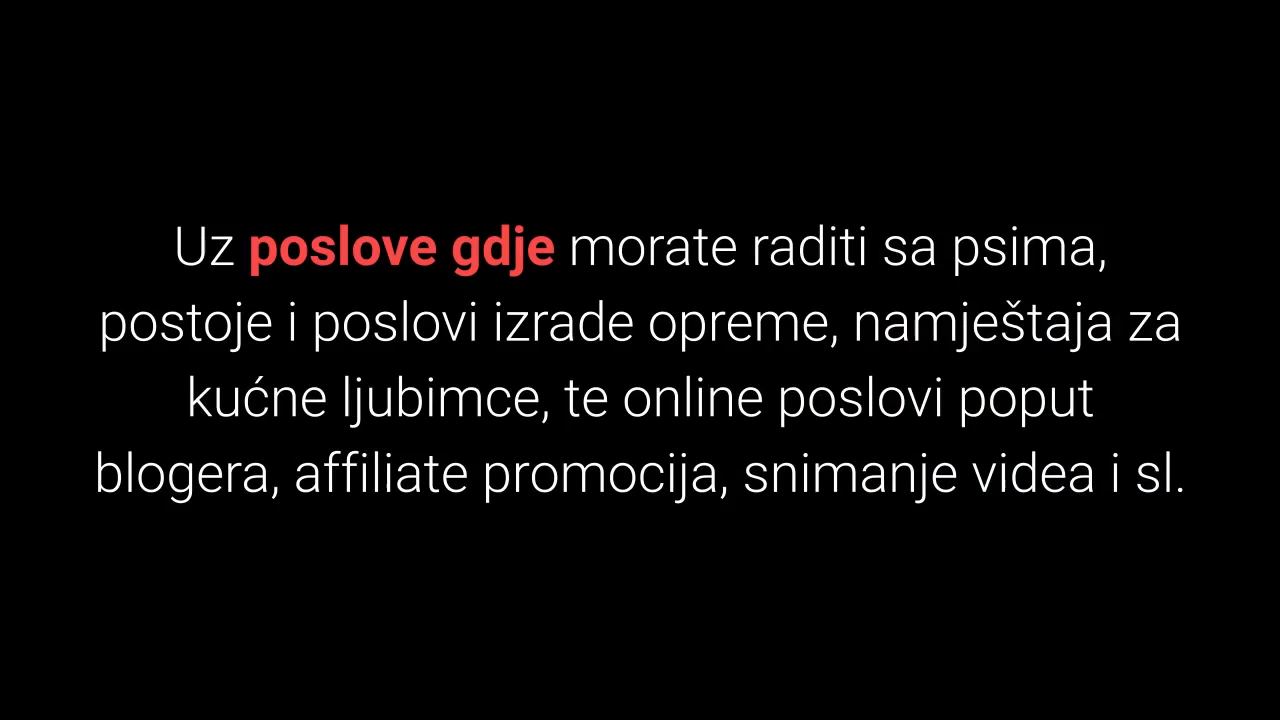 Uz poslove gdje morate raditi sa psima,
postoje i poslovi izrade opreme, namještaja za
kućne ljubimce, te online poslovi poput
blogera, affiliate promocija, snimanje videa i sl.